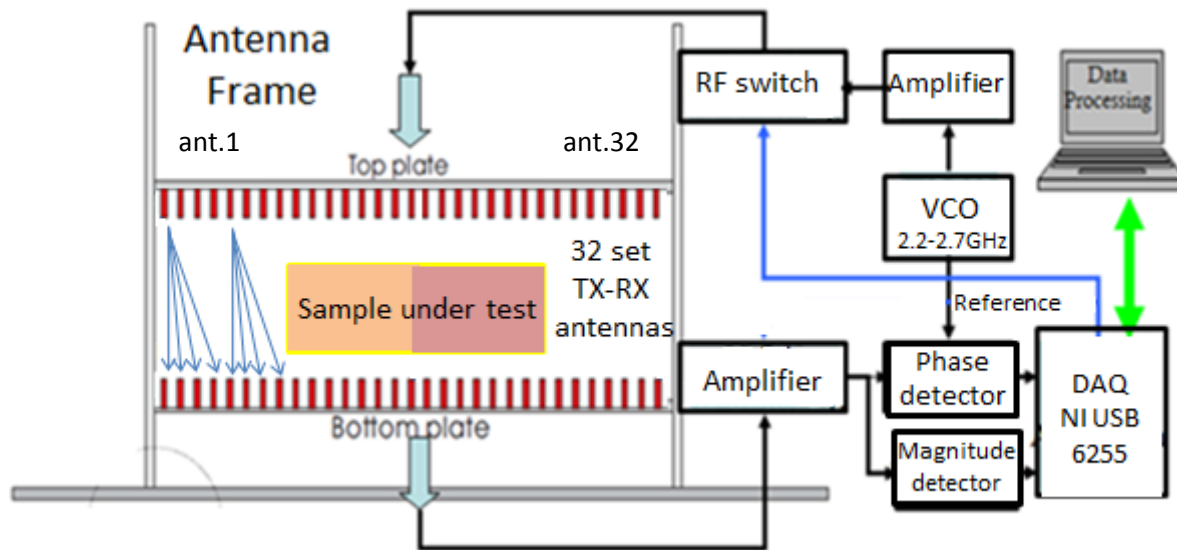 Antenna
Frame
ant.1
ant.32
Top plate
32 set
TX-RX
antennas
Sample under test
Bottom plate
RF switch
Amplifier
Data
Processing
VCO
2.2-2.7GHz
Reference
Amplifier
Phase
detector
Magnitude
detector
DAQ
NI USB
6255